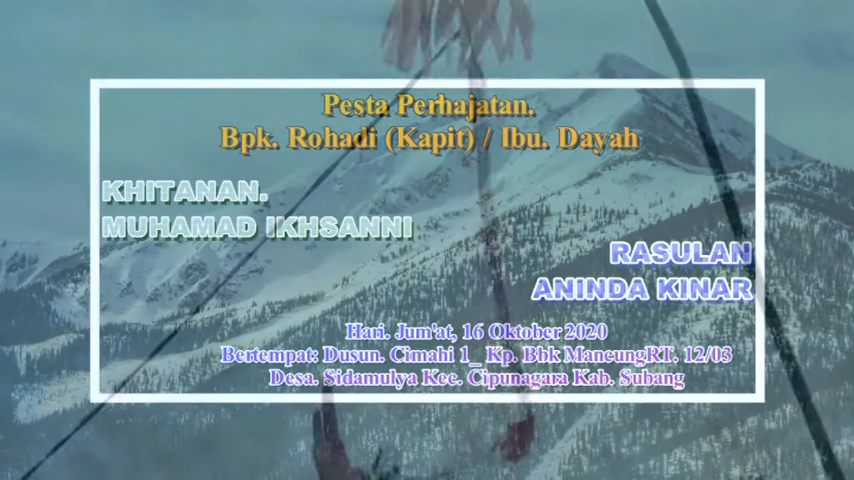 Pesta Perhajatan.
Bpk. Rohadi (Kapit) / Ibu. Dayah
KHITANAN.
MUHAMAD IKHSANNI
RASULAN
ANINDA KINAR
Hari. Jum'at, 16 Oktober 2020
Bertempat: Dusun. Cimahi 1_ Kp. Bbk MancungRT. 12/03
Desa. Sidamulya Kec. Cipunagara Kab. Subang